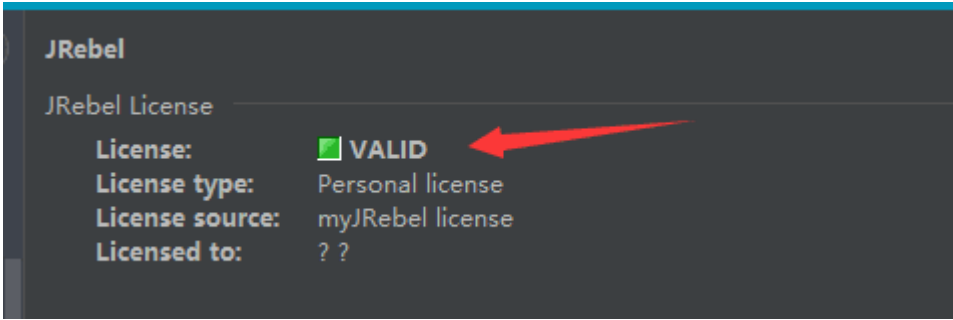 JRebel
JRebel License
License: VALID
License type: Personal license
License source: myJRebel license
Licensed to: ? ?